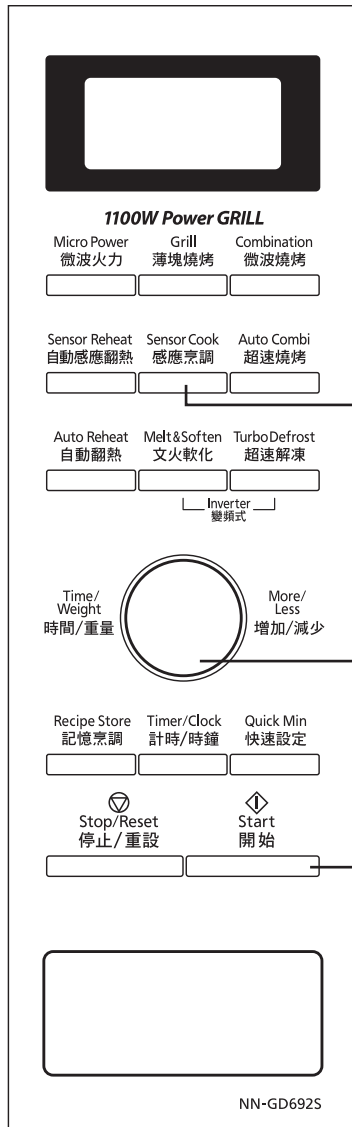 1100W Power GRILL
Micro Power
微波火力
Grill
薄塊燒烤
Combination
微波燒烤
Sensor Reheat
自動感應翻熱
Sensor Cook
感應烹調
Auto Combi
超速燒烤
Auto Reheat
自動翻熱
Melt&Soften
文火軟化
TurboDefrost
超速解凍
Inverter
變頻式
Time/
Weight
時間/重量
More/
Less
增加/減少
Recipe Store
記憶烹調
Timer/Clock
計時/時鐘
Quick Min
快速設定
Stop/Reset
停止/重設
Start
開始
NN-GD692S